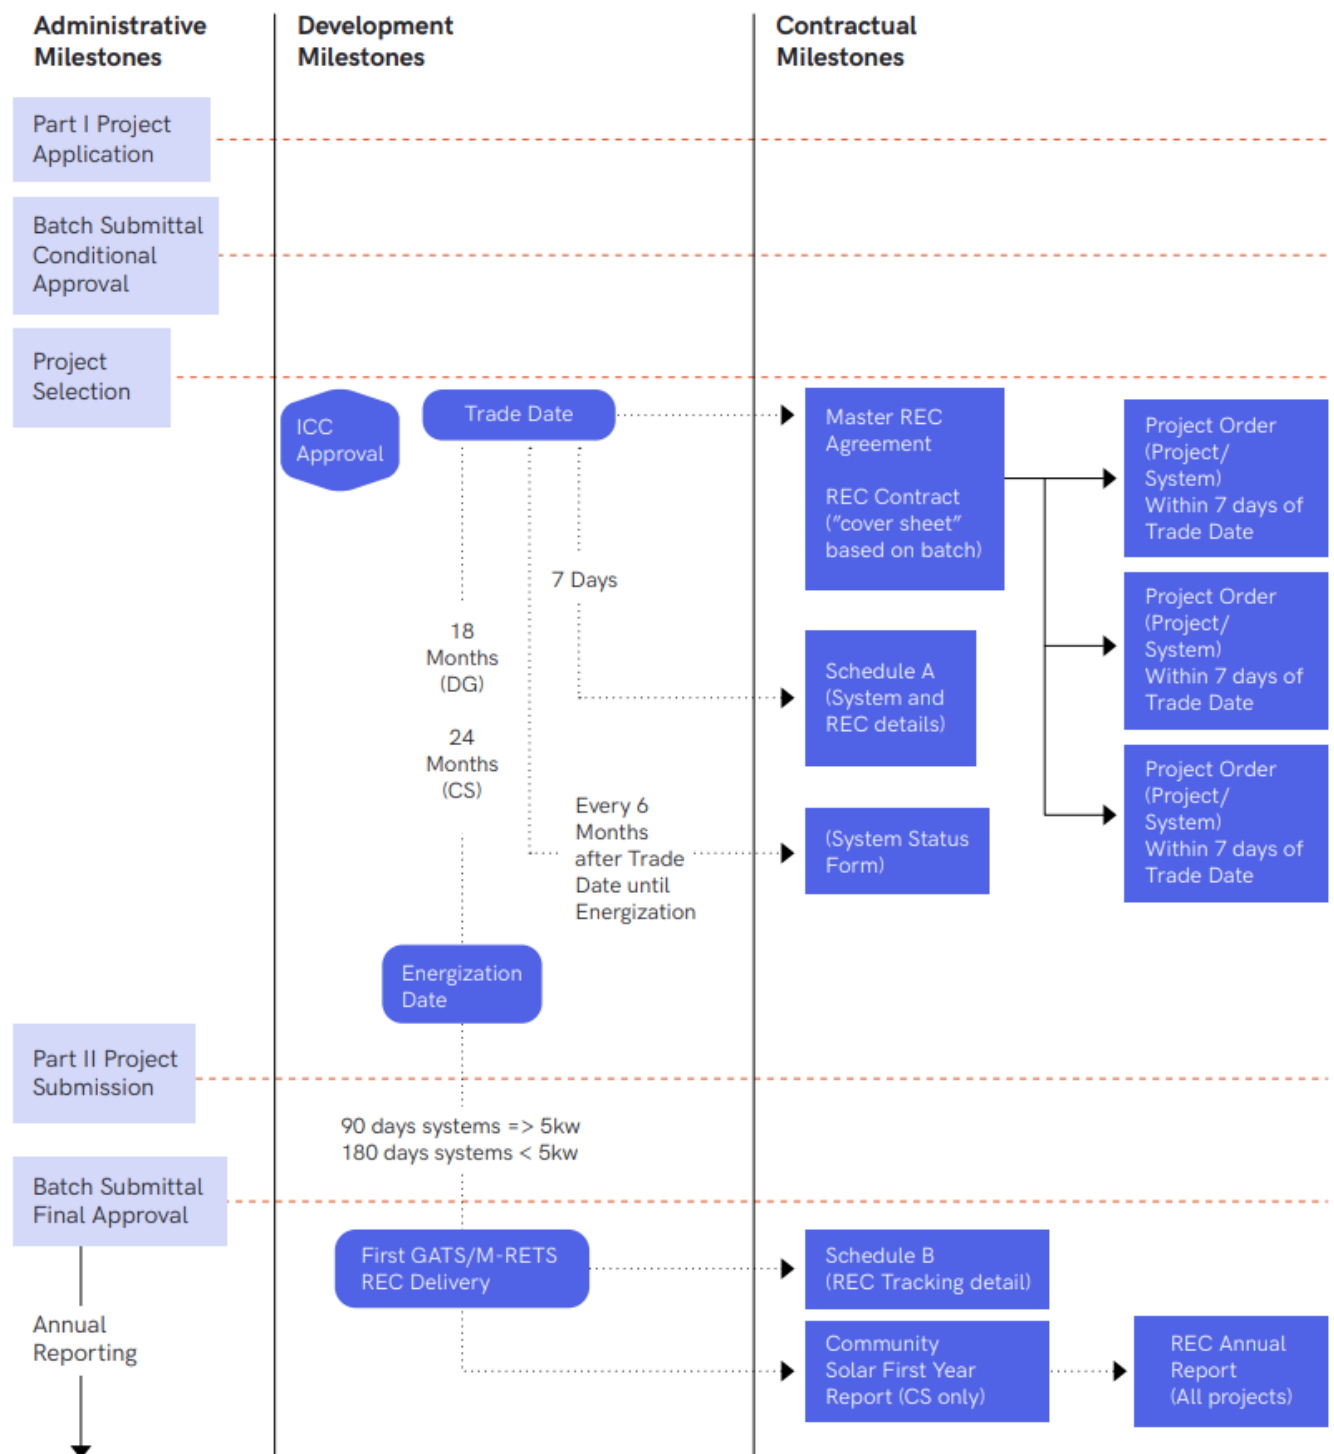 Administrative
Milestones
Development
Milestones
Contractual
Milestones
Part I Project
Application
Batch Submittal
Conditional
Approval
Project
Selection
ICC
Approval
Trade Date
Master REC
Agreement
REC Contract
("cover sheet"
based on batch)
Project Order
(Project/
System)
Within 7 days of
Trade Date
7 Days
Project Order
(Project/
System)
Within 7 days of
Trade Date
18
Months
(DG)
24
Months
(CS)
Schedule A
(System and
REC details)
Project Order
(Project/
System)
Within 7 days of
Trade Date
Every 6
Months
after Trade
Date until
Energization
(System Status
Form)
Energization
Date
Part II Project
Submission
90 days systems => 5kw
180 days systems < 5kw
Batch Submittal
Final Approval
First GATS/M-RETS
REC Delivery
Schedule B
(REC Tracking detail)
Annual
Reporting
Community
Solar First Year
Report (CS only)
REC Annual
Report
(All projects)